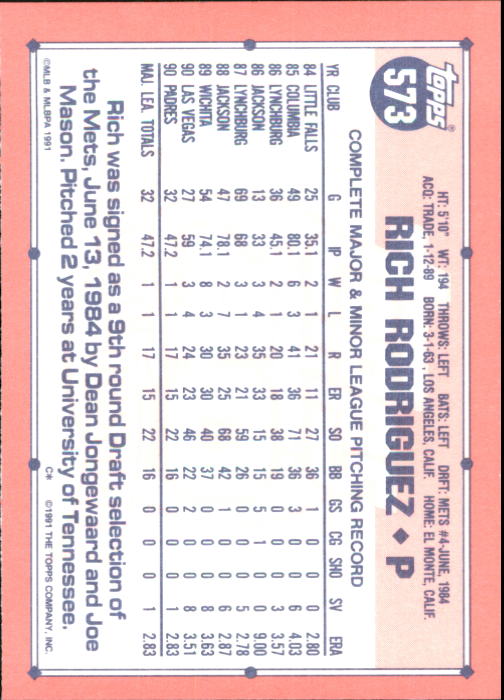 topps®
573
HT: 5'10" WT: 194 THROWS: LEFT BATS: LEFT DRFT: METS #4-JUNE, 1984
ACQ: TRADE, 1-12-89 BORN: 3-1-63, LOS ANGELES, CALIF. HOME: EL MONTE, CALIF.
RICH RODRIGUEZ ♦ P
COMPLETE MAJOR & MINOR LEAGUE PITCHING RECORD
YR CLUB G IP W L R ER SO BB GS CG SHO SV ERA
84 LITTLE FALLS 25 35.1 2 1 21 11 27 36 1 0 0 0 2.80
85 COLUMBIA 49 80.1 6 3 41 36 71 36 3 0 0 6 4.03
86 LYNCHBURG 36 45.1 2 1 20 18 38 19 0 0 0 3 3.57
86 JACKSON 13 33 3 4 35 33 15 15 5 1 0 0 9.00
87 LYNCHBURG 69 68 3 1 23 21 59 26 0 0 0 5 2.78
88 JACKSON 47 78.1 2 7 35 25 68 42 1 0 0 6 2.87
89 WICHITA 54 74.1 8 3 30 30 40 37 0 0 0 8 3.63
90 LAS VEGAS 27 59 3 4 24 23 46 22 2 0 0 8 3.51
90 PADRES 32 47.2 1 1 17 15 22 16 0 0 0 1 2.83
MAJ. LEA. TOTALS 32 47.2 1 1 17 15 22 16 0 0 0 1 2.83
Rich was signed as a 9th round Draft selection of
the Mets, June 13, 1984 by Dean Jongewaard and Joe
Mason. Pitched 2 years at University of Tennessee.
©MLB & MLBPA 1991 C* ©1991 THE TOPPS COMPANY, INC.